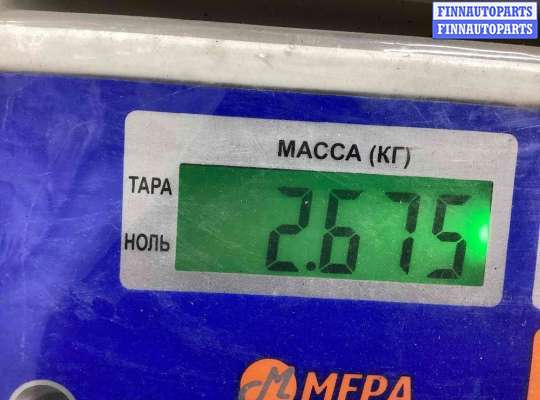 FINNAUTOPARTS
FINNAUTOPARTS
МАССА (КГ)
ТАРА
НОЛЬ
2.675
МЕРА